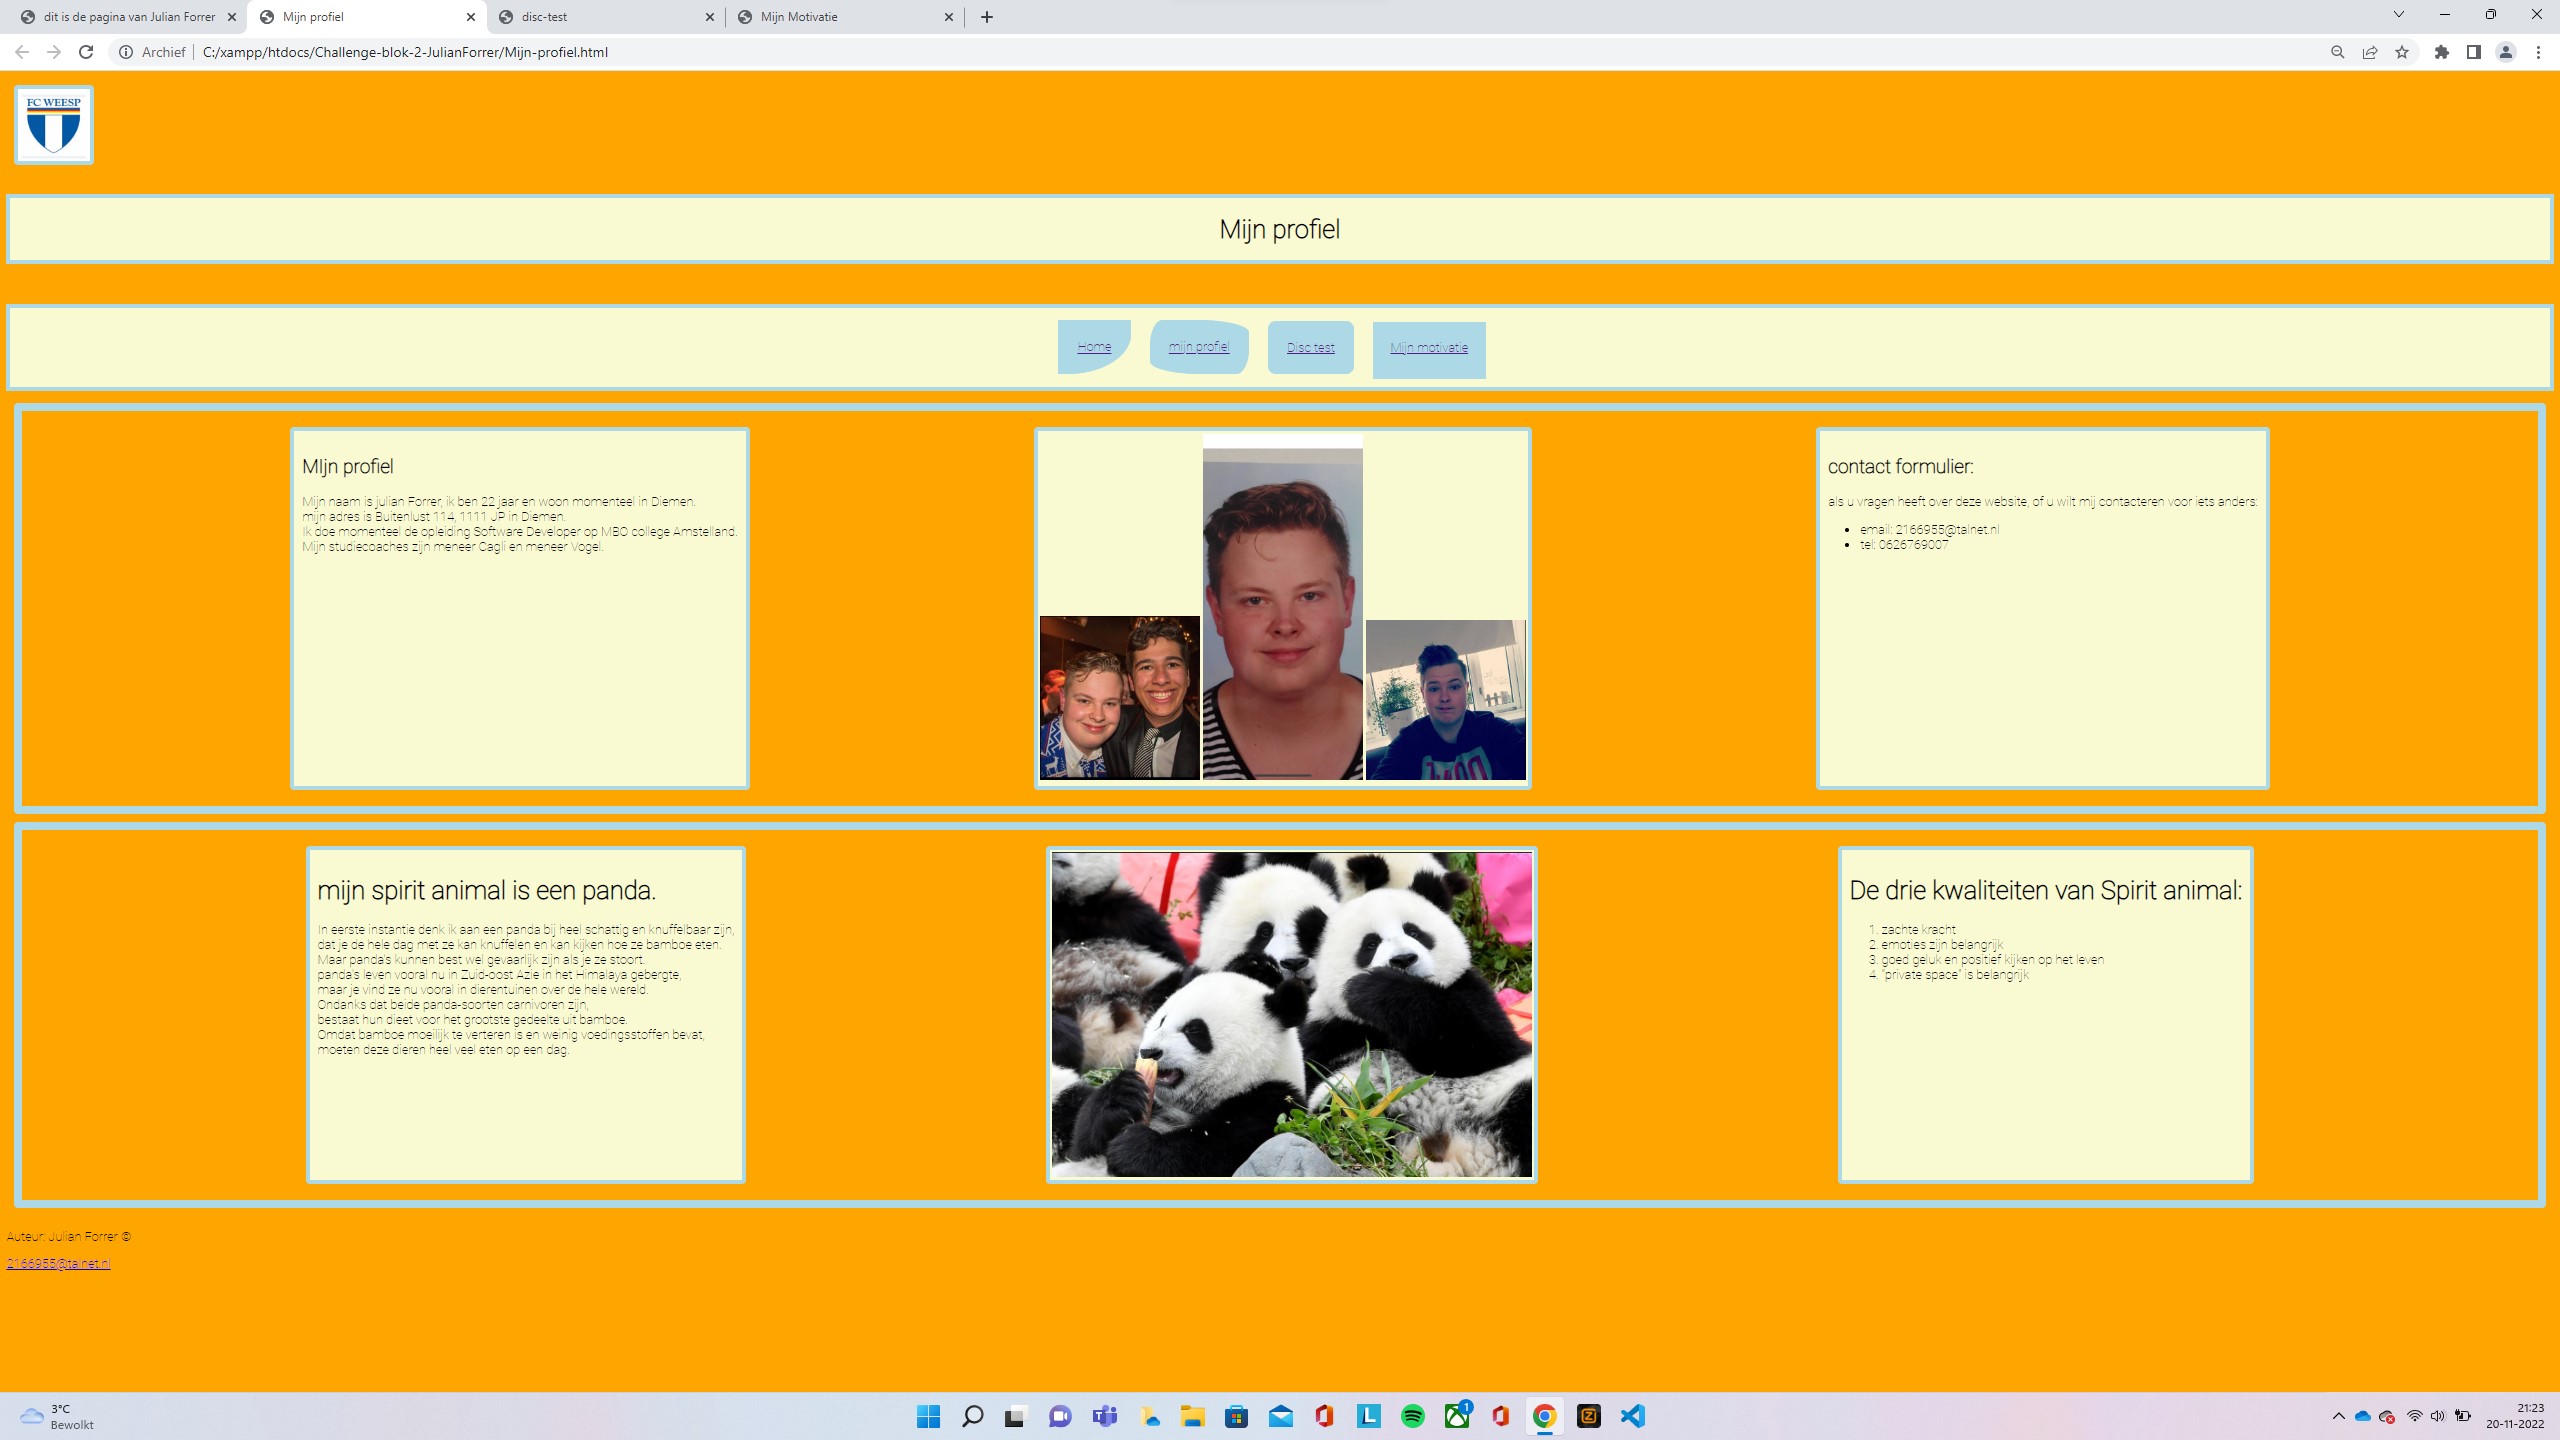 dit is de pagina van Julian Forrer
Mijn profiel
disc-test
Mijn Motivatie
Archief
C:/xampp/htdocs/Challenge-blok-2-JulianForrer/Mijn-profiel.html
FC WEESP
Mijn profiel
Home
mijn profiel
Disc test
Mijn motivatie
MIjn profiel
Mijn naam is julian Forrer, ik ben 22 jaar en woon momenteel in Diemen.
mijn adres is Buitenlust 114, 1111 JP in Diemen.
Ik doe momenteel de opleiding Software Developer op MBO college Amstelland.
Mijn studiecoaches zijn meneer Cagli en meneer Vogel.
contact formulier:
als u vragen heeft over deze website, of u wilt mij contacteren voor iets anders:
• email: 2166955@talnet.nl
• tel: 0626769007
mijn spirit animal is een panda.
In eerste instantie denk ik aan een panda bij heel schattig en knuffelbaar zijn,
dat je de hele dag met ze kan knuffelen en kan kijken hoe ze bamboe eten.
Maar panda's kunnen best wel gevaarlijk zijn als je ze stoort.
panda's leven vooral nu in Zuid-oost Azie in het Himalaya gebergte,
maar je vind ze nu vooral in dierentuinen over de hele wereld.
Ondanks dat beide panda-soorten carnivoren zijn,
bestaat hun dieet voor het grootste gedeelte uit bamboe.
Omdat bamboe moeilijk te verteren is en weinig voedingsstoffen bevat,
moeten deze dieren heel veel eten op een dag.
De drie kwaliteiten van Spirit animal:
1. zachte kracht
2. emoties zijn belangrijk
3. goed geluk en positief kijken op het leven
4. "private space" is belangrijk
Auteur: Julian Forrer ©
2166955@talnet.nl
3°C
Bewolkt
1
21:23
20-11-2022